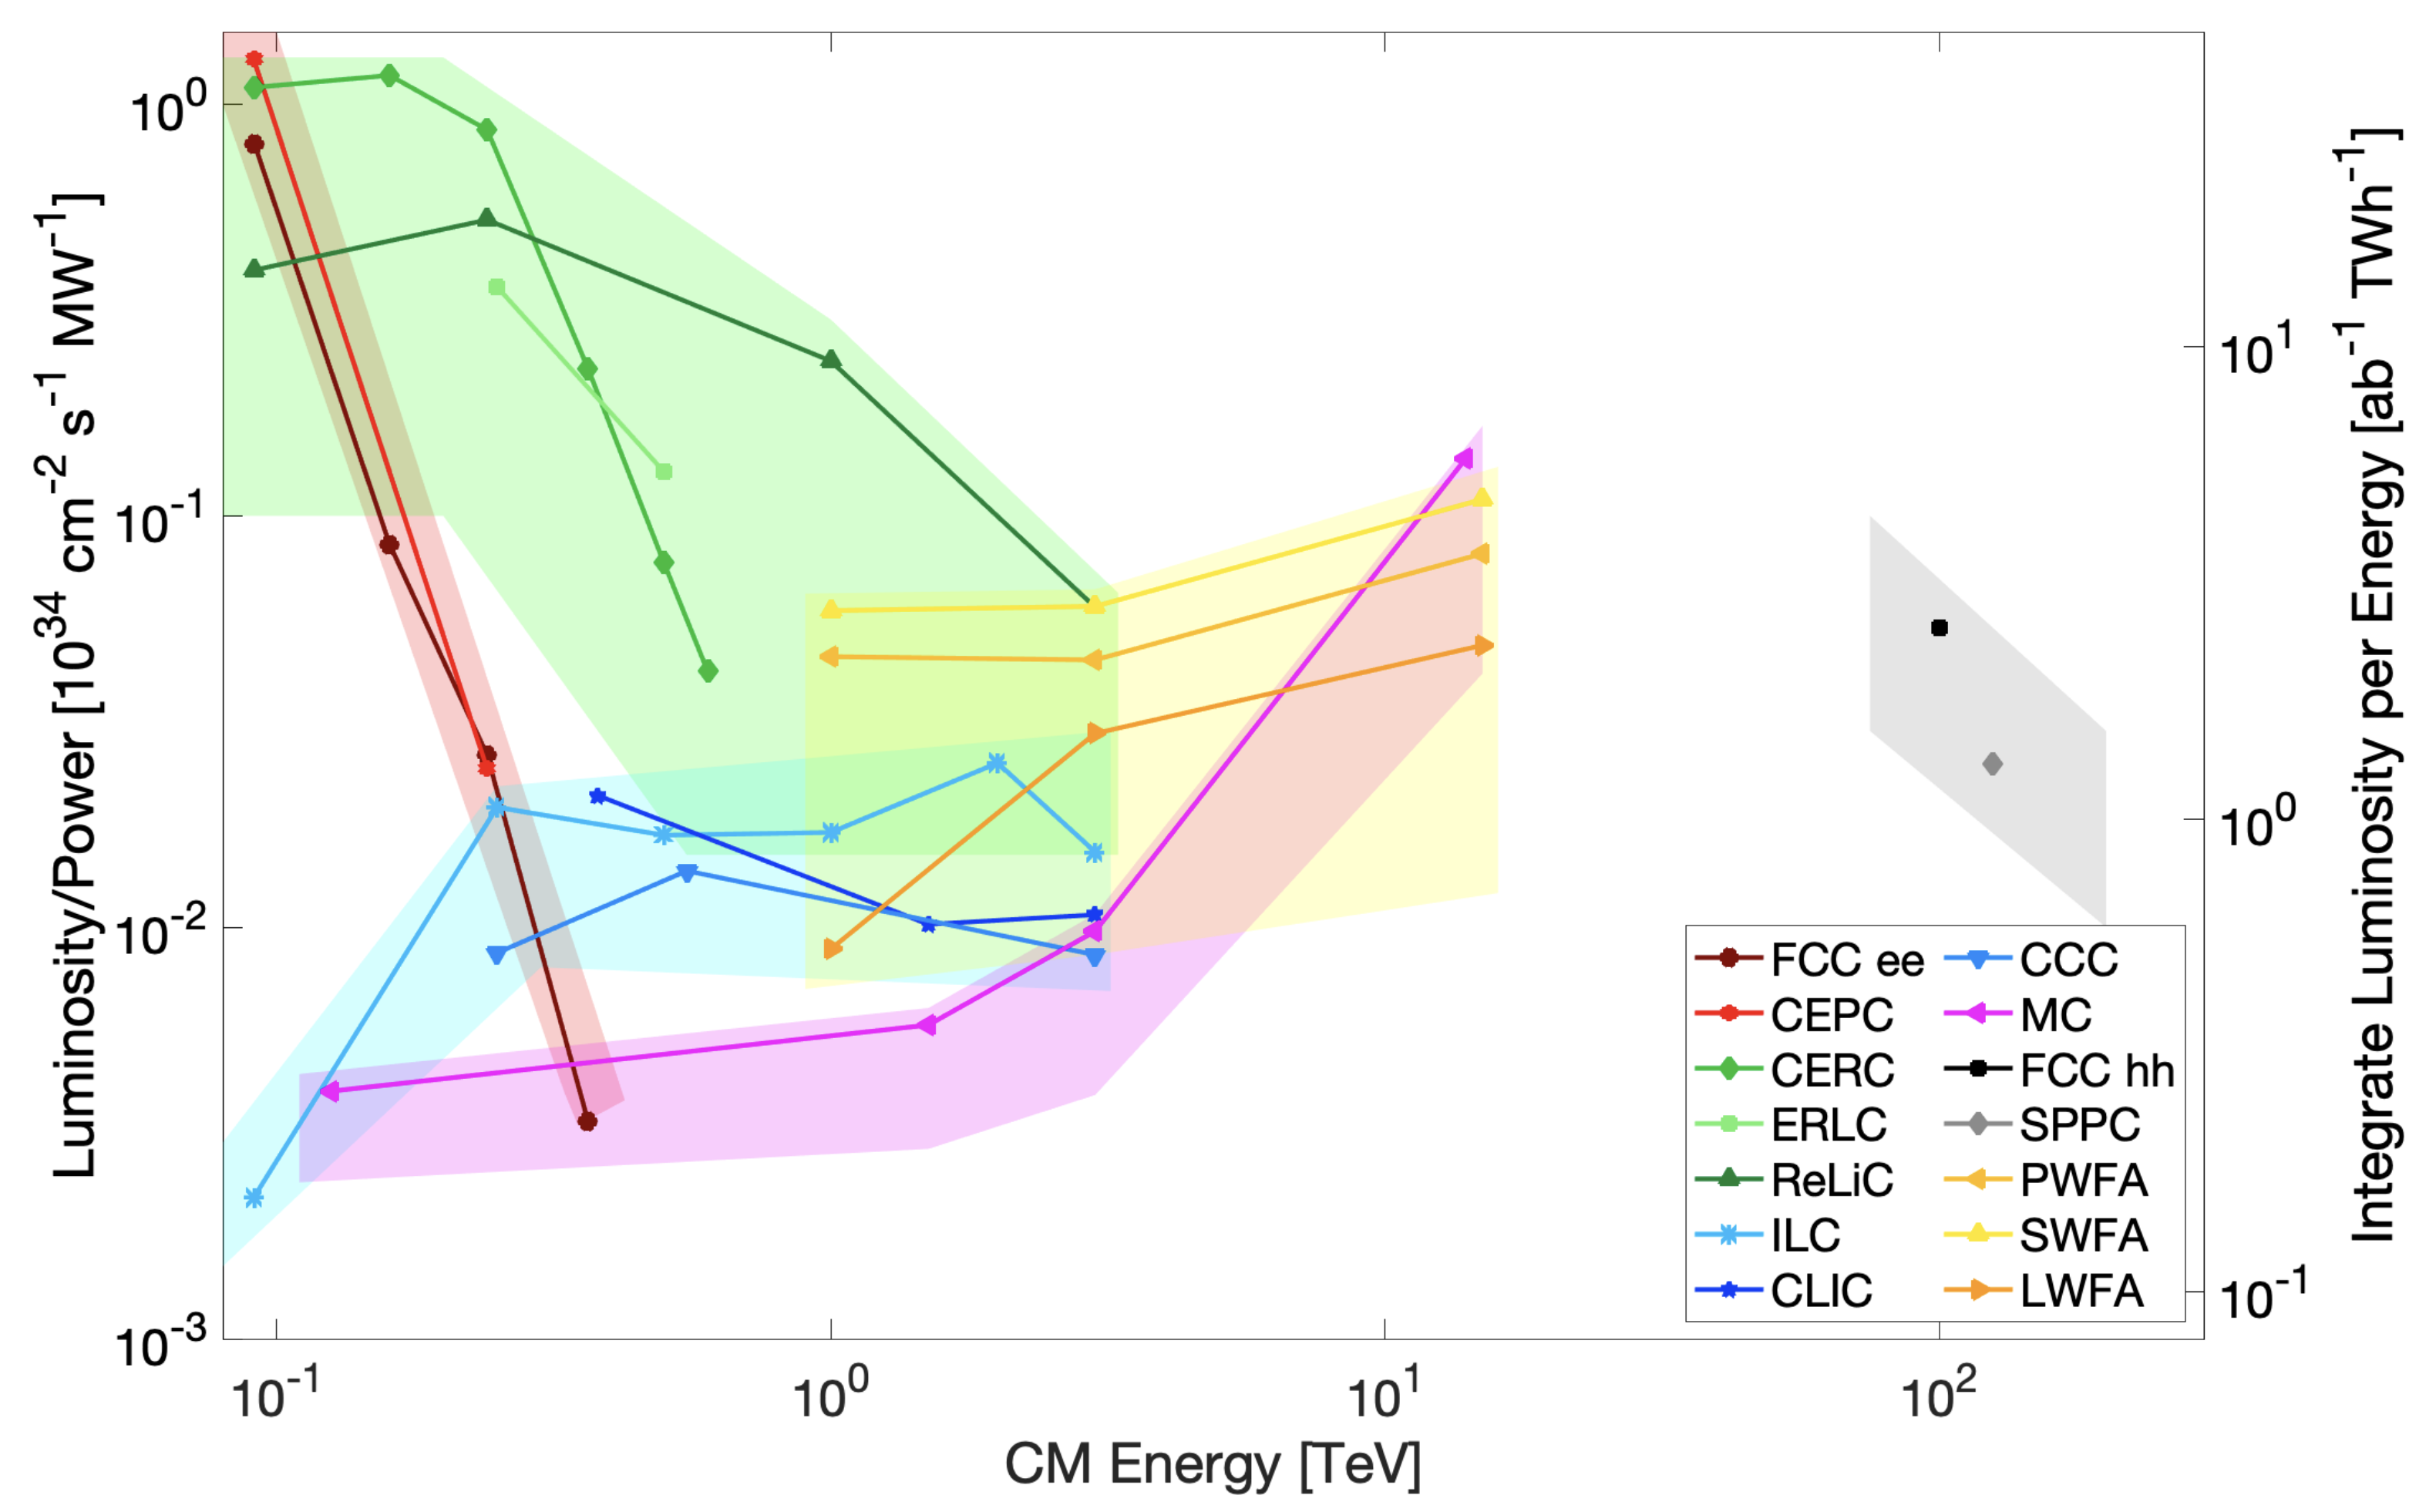 Luminosity/Power [10^34 cm^-2 s^-1 MW^-1]
10^0
10^-1
10^-2
10^-3
10^-1
10^0
10^1
10^2
CM Energy [TeV]
10^1
10^0
10^-1
Integrate Luminosity per Energy [ab^-1 TWh^-1]
FCC ee CCC
CEPC MC
CERC FCC hh
ERLC SPPC
ReLiC PWFA
ILC SWFA
CLIC LWFA